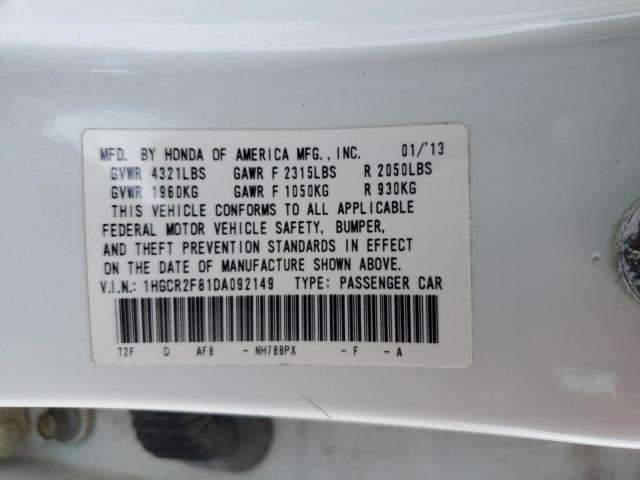 MFD. BY HONDA OF AMERICA MFG., INC. 01/'13
GVWR 4321LBS GAWR F 2315LBS R 2050LBS
GVWR 1960KG GAWR F 1050KG R 930KG
THIS VEHICLE CONFORMS TO ALL APPLICABLE
FEDERAL MOTOR VEHICLE SAFETY, BUMPER,
AND THEFT PREVENTION STANDARDS IN EFFECT
ON THE DATE OF MANUFACTURE SHOWN ABOVE.
V.I.N.: 1HGCR2F81DA092149 TYPE: PASSENGER CAR
T2F D AF8 - NH788PX - F - A